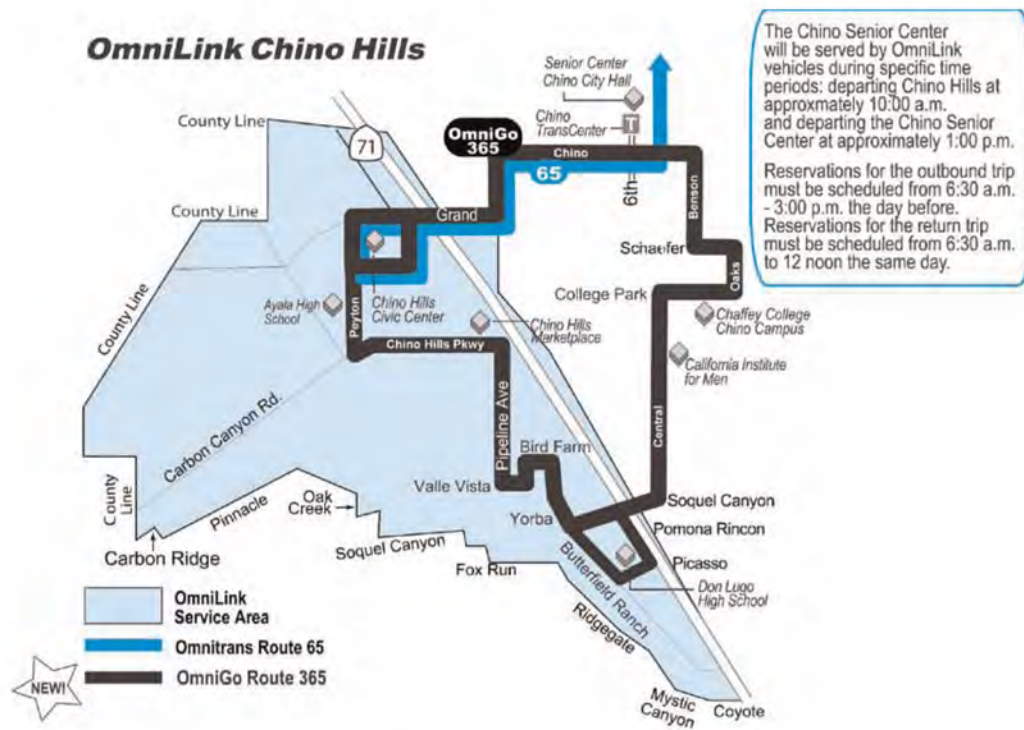 OmniLink Chino Hills
The Chino Senior Center
will be served by OmniLink
vehicles during specific time
periods: departing Chino Hills at
approxmately 10:00 a.m.
and departing the Chino Senior
Center at approximately 1:00 p.m.
Reservations for the outbound trip
must be scheduled from 6:30 a.m.
- 3:00 p.m. the day before.
Reservations for the return trip
must be scheduled from 6:30 a.m.
to 12 noon the same day.
Senior Center
Chino City Hall
Chino
TransCenter
T
County Line
71
OmniGo
365
Chino
65
6th
Benson
County Line
Grand
Schaefer
Oaks
County Line
Ayala High
School
Peyton
Chino Hills
Civic Center
College Park
Chino Hills
Marketplace
Chaffey College
Chino Campus
Chino Hills Pkwy
California Institute
for Men
Carbon Canyon Rd.
Pipeline Ave
Central
Bird Farm
County
Line
Pinnacle
Oak
Creek
Valle Vista
Soquel Canyon
Yorba
Pomona Rincon
Carbon Ridge
Soquel Canyon
Fox Run
Butterfield Ranch
Picasso
Don Lugo
High School
Ridgegate
OmniLink
Service Area
Omnitrans Route 65
NEW!
OmniGo Route 365
Mystic
Canyon
Coyote